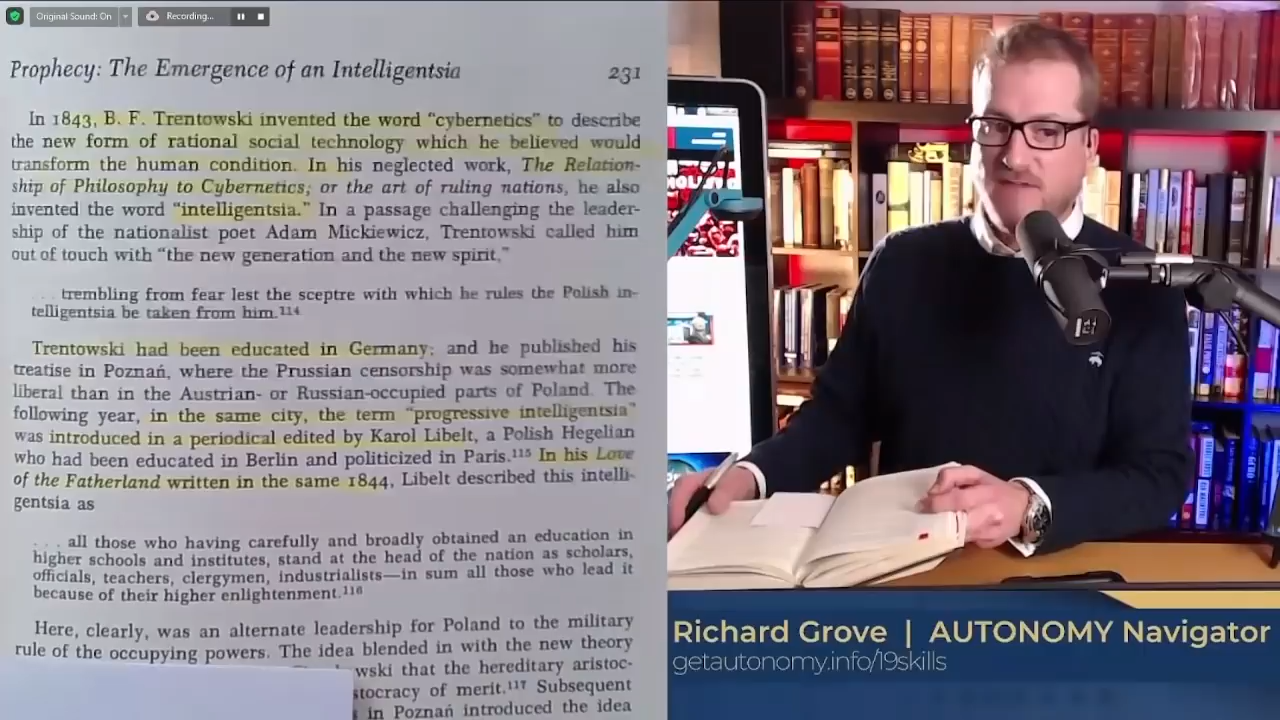 Original Sound: On
Recording...
Prophecy: The Emergence of an Intelligentsia 231
In 1843, B. F. Trentowski invented the word “cybernetics” to describe
the new form of rational social technology which he believed would
transform the human condition. In his neglected work, The Relation-
ship of Philosophy to Cybernetics; or the art of ruling nations, he also
invented the word “intelligentsia.” In a passage challenging the leader-
ship of the nationalist poet Adam Mickiewicz, Trentowski called him
out of touch with “the new generation and the new spirit,”
. . . trembling from fear lest the sceptre with which he rules the Polish in-
telligentsia be taken from him.114
Trentowski had been educated in Germany; and he published his
treatise in Poznań, where the Prussian censorship was somewhat more
liberal than in the Austrian- or Russian-occupied parts of Poland. The
following year, in the same city, the term “progressive intelligentsia”
was introduced in a periodical edited by Karol Libelt, a Polish Hegelian
who had been educated in Berlin and politicized in Paris.115 In his Love
of the Fatherland written in the same 1844, Libelt described this intelli-
gentsia as
. . . all those who having carefully and broadly obtained an education in
higher schools and institutes, stand at the head of the nation as scholars,
officials, teachers, clergymen, industrialists—in sum all those who lead it
because of their higher enlightenment.116
Here, clearly, was an alternate leadership for Poland to the military
rule of the occupying powers. The idea blended in with the new theory
wski that the hereditary aristoc-
stocracy of merit.117 Subsequent
in Poznań introduced the idea
Richard Grove | AUTONOMY Navigator
getautonomy.info/19skills